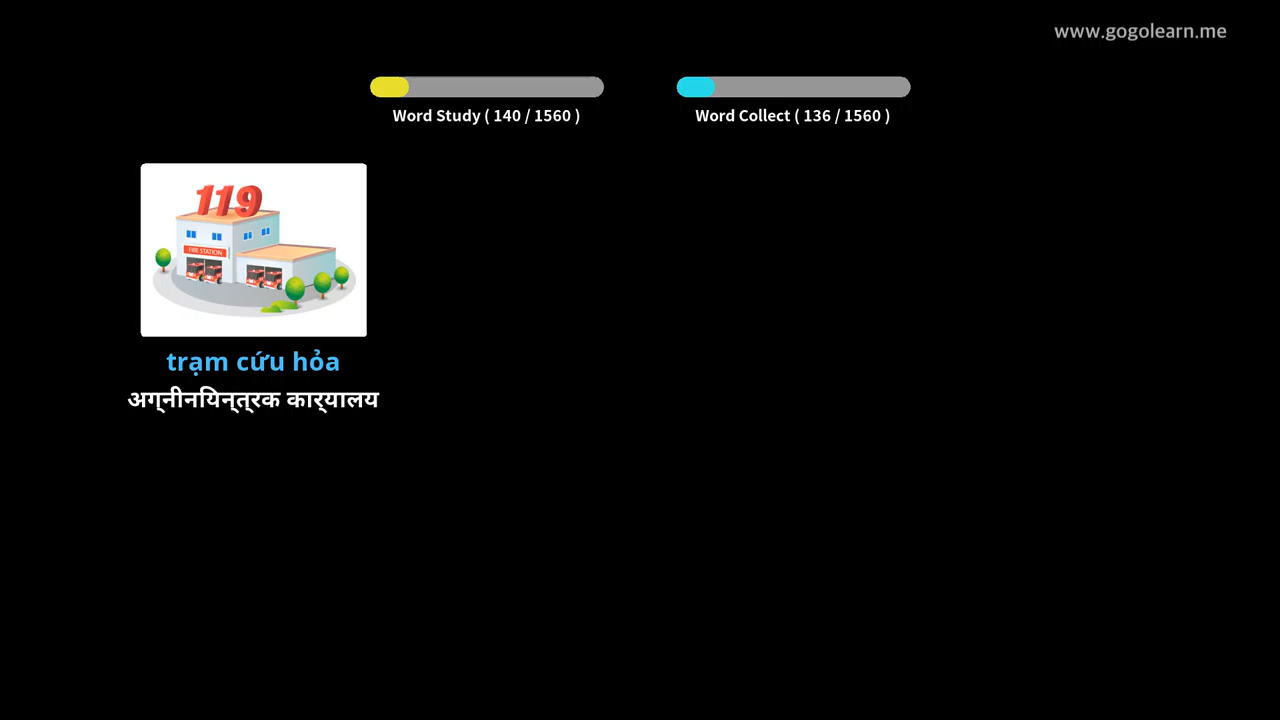 www.gogolearn.me
Word Study ( 140 / 1560 )
Word Collect ( 136 / 1560 )
119
FIRE STATION
trạm cứu hỏa
अग्नीनयिन्त्रक कार्यालय